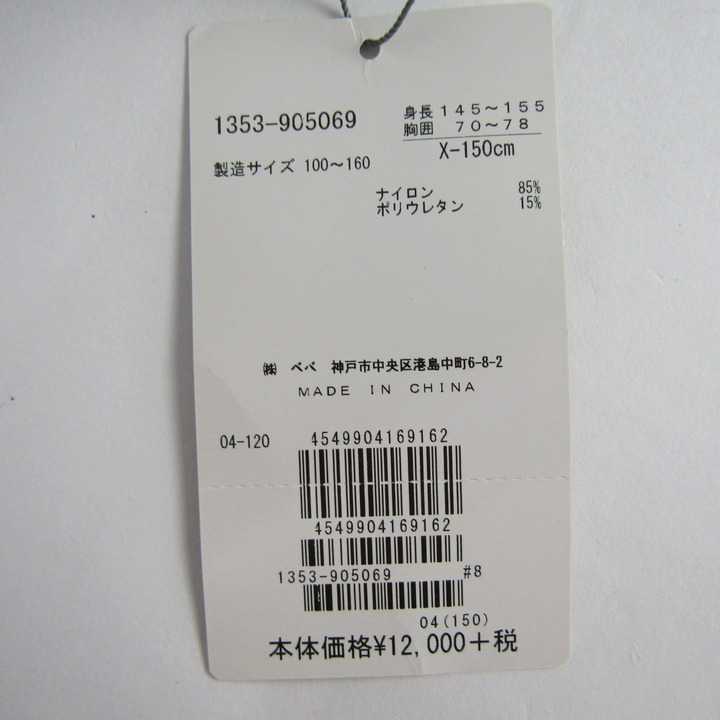 1353-905069
身長 145〜155
胸囲 70〜78
X-150cm
製造サイズ 100〜160
ナイロン 85%
ポリウレタン 15%
㈱ べべ 神戸市中央区港島中町6-8-2
MADE IN CHINA
04-120
4549904169162
4549904169162
1353-905069 #8
04(150)
本体価格¥12,000+税